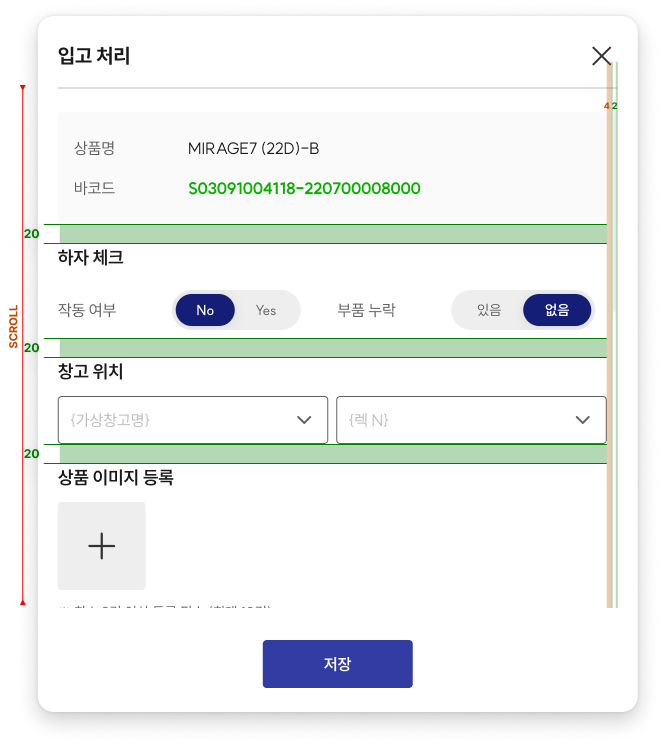 입고 처리
4 2
상품명 MIRAGE7 (22D)-B
바코드 S03091004118-220700008000
20
하자 체크
작동 여부 No Yes 부품 누락 있음 없음
SCROLL
20
창고 위치
{가상창고명} {렉 N}
20
상품 이미지 등록
저장